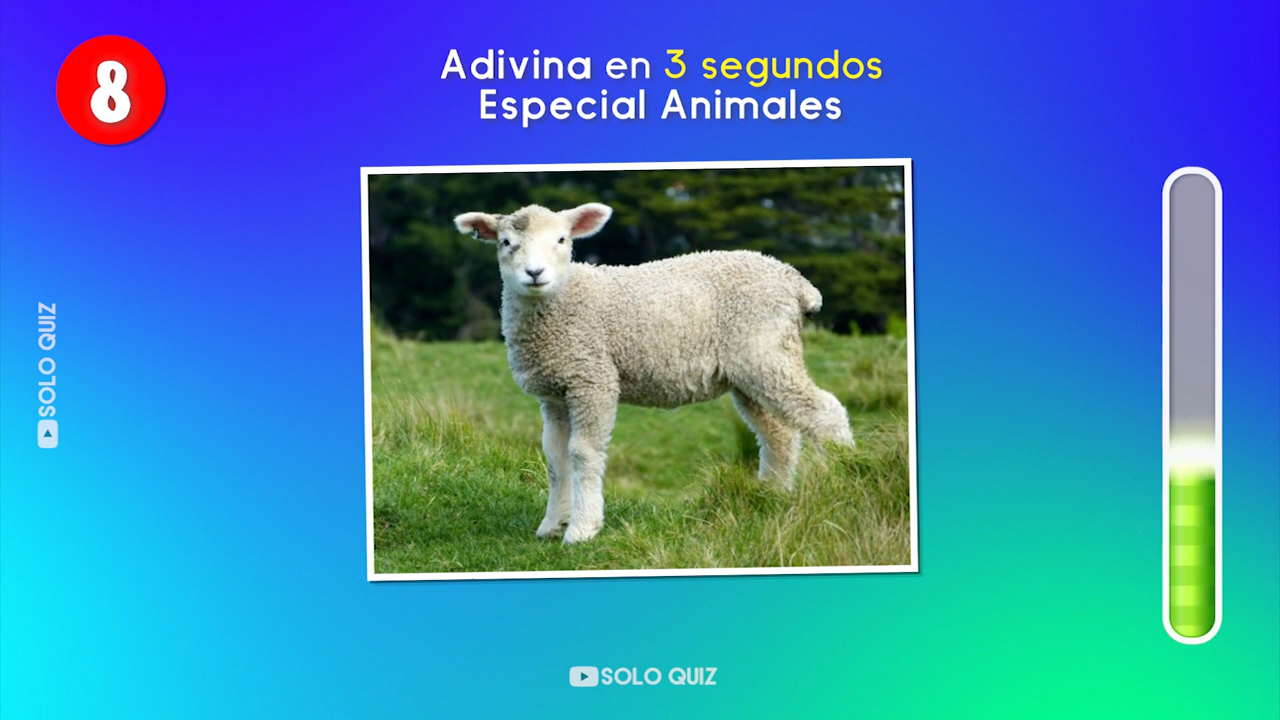 8
Adivina en 3 segundos
Especial Animales
SOLO QUIZ
SOLO QUIZ